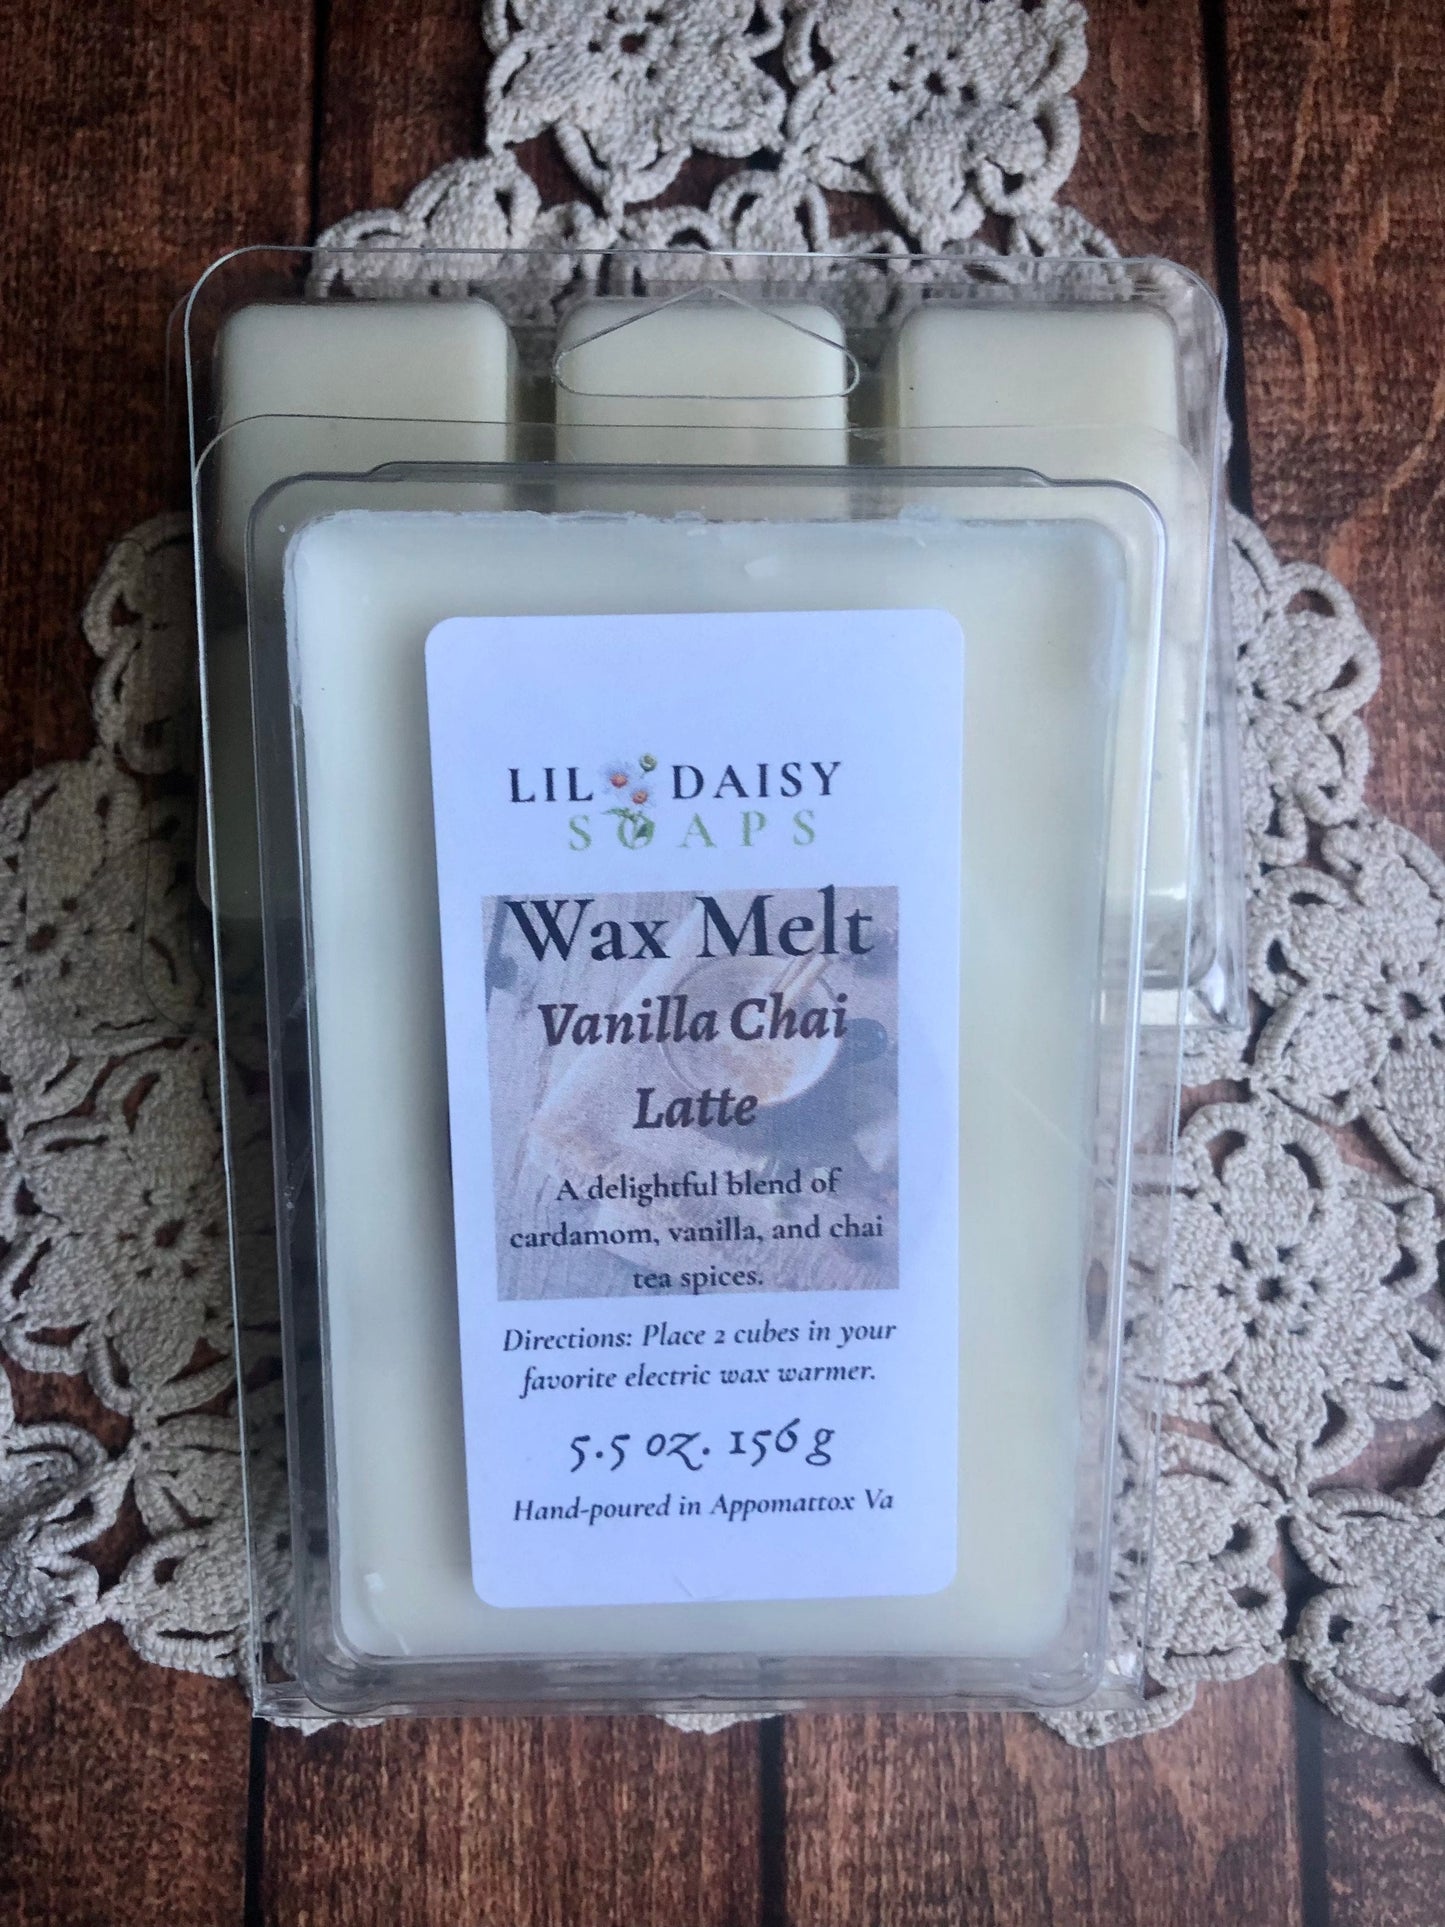 LIL DAISY
SOAPS
Wax Melt
Vanilla Chai
Latte
A delightful blend of
cardamom, vanilla, and chai
tea spices.
Directions: Place 2 cubes in your
favorite electric wax warmer.
5.5 oz. 156 g
Hand-poured in Appomattox Va